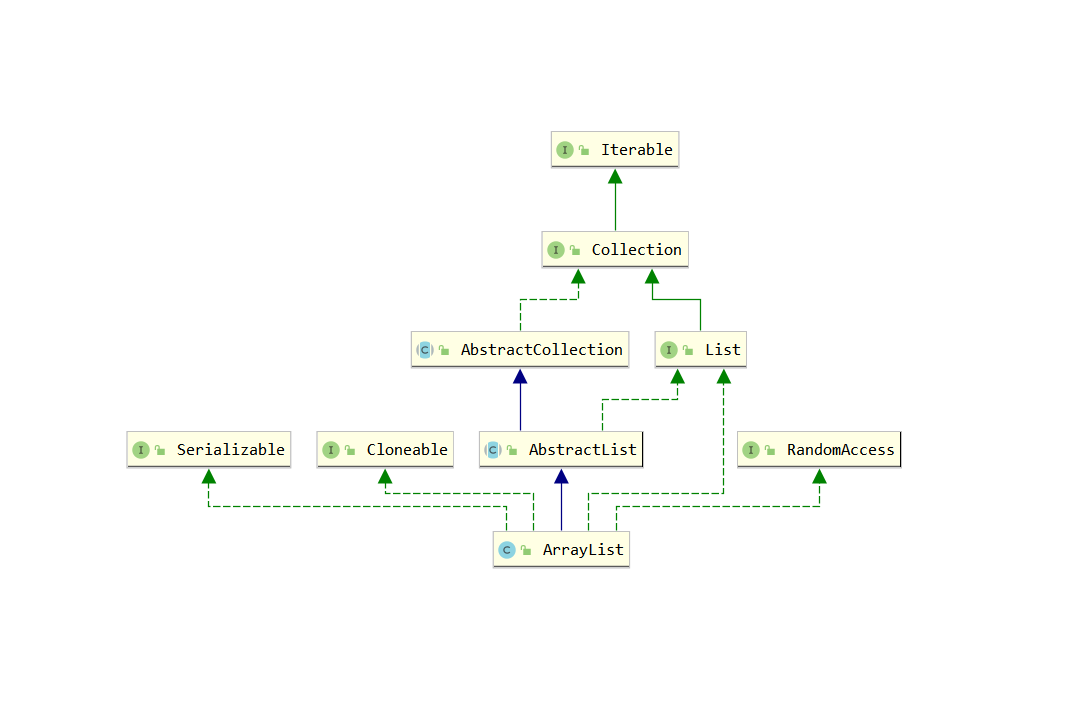 I Iterable
I Collection
C AbstractCollection
I List
I Serializable
I Cloneable
C AbstractList
I RandomAccess
C ArrayList